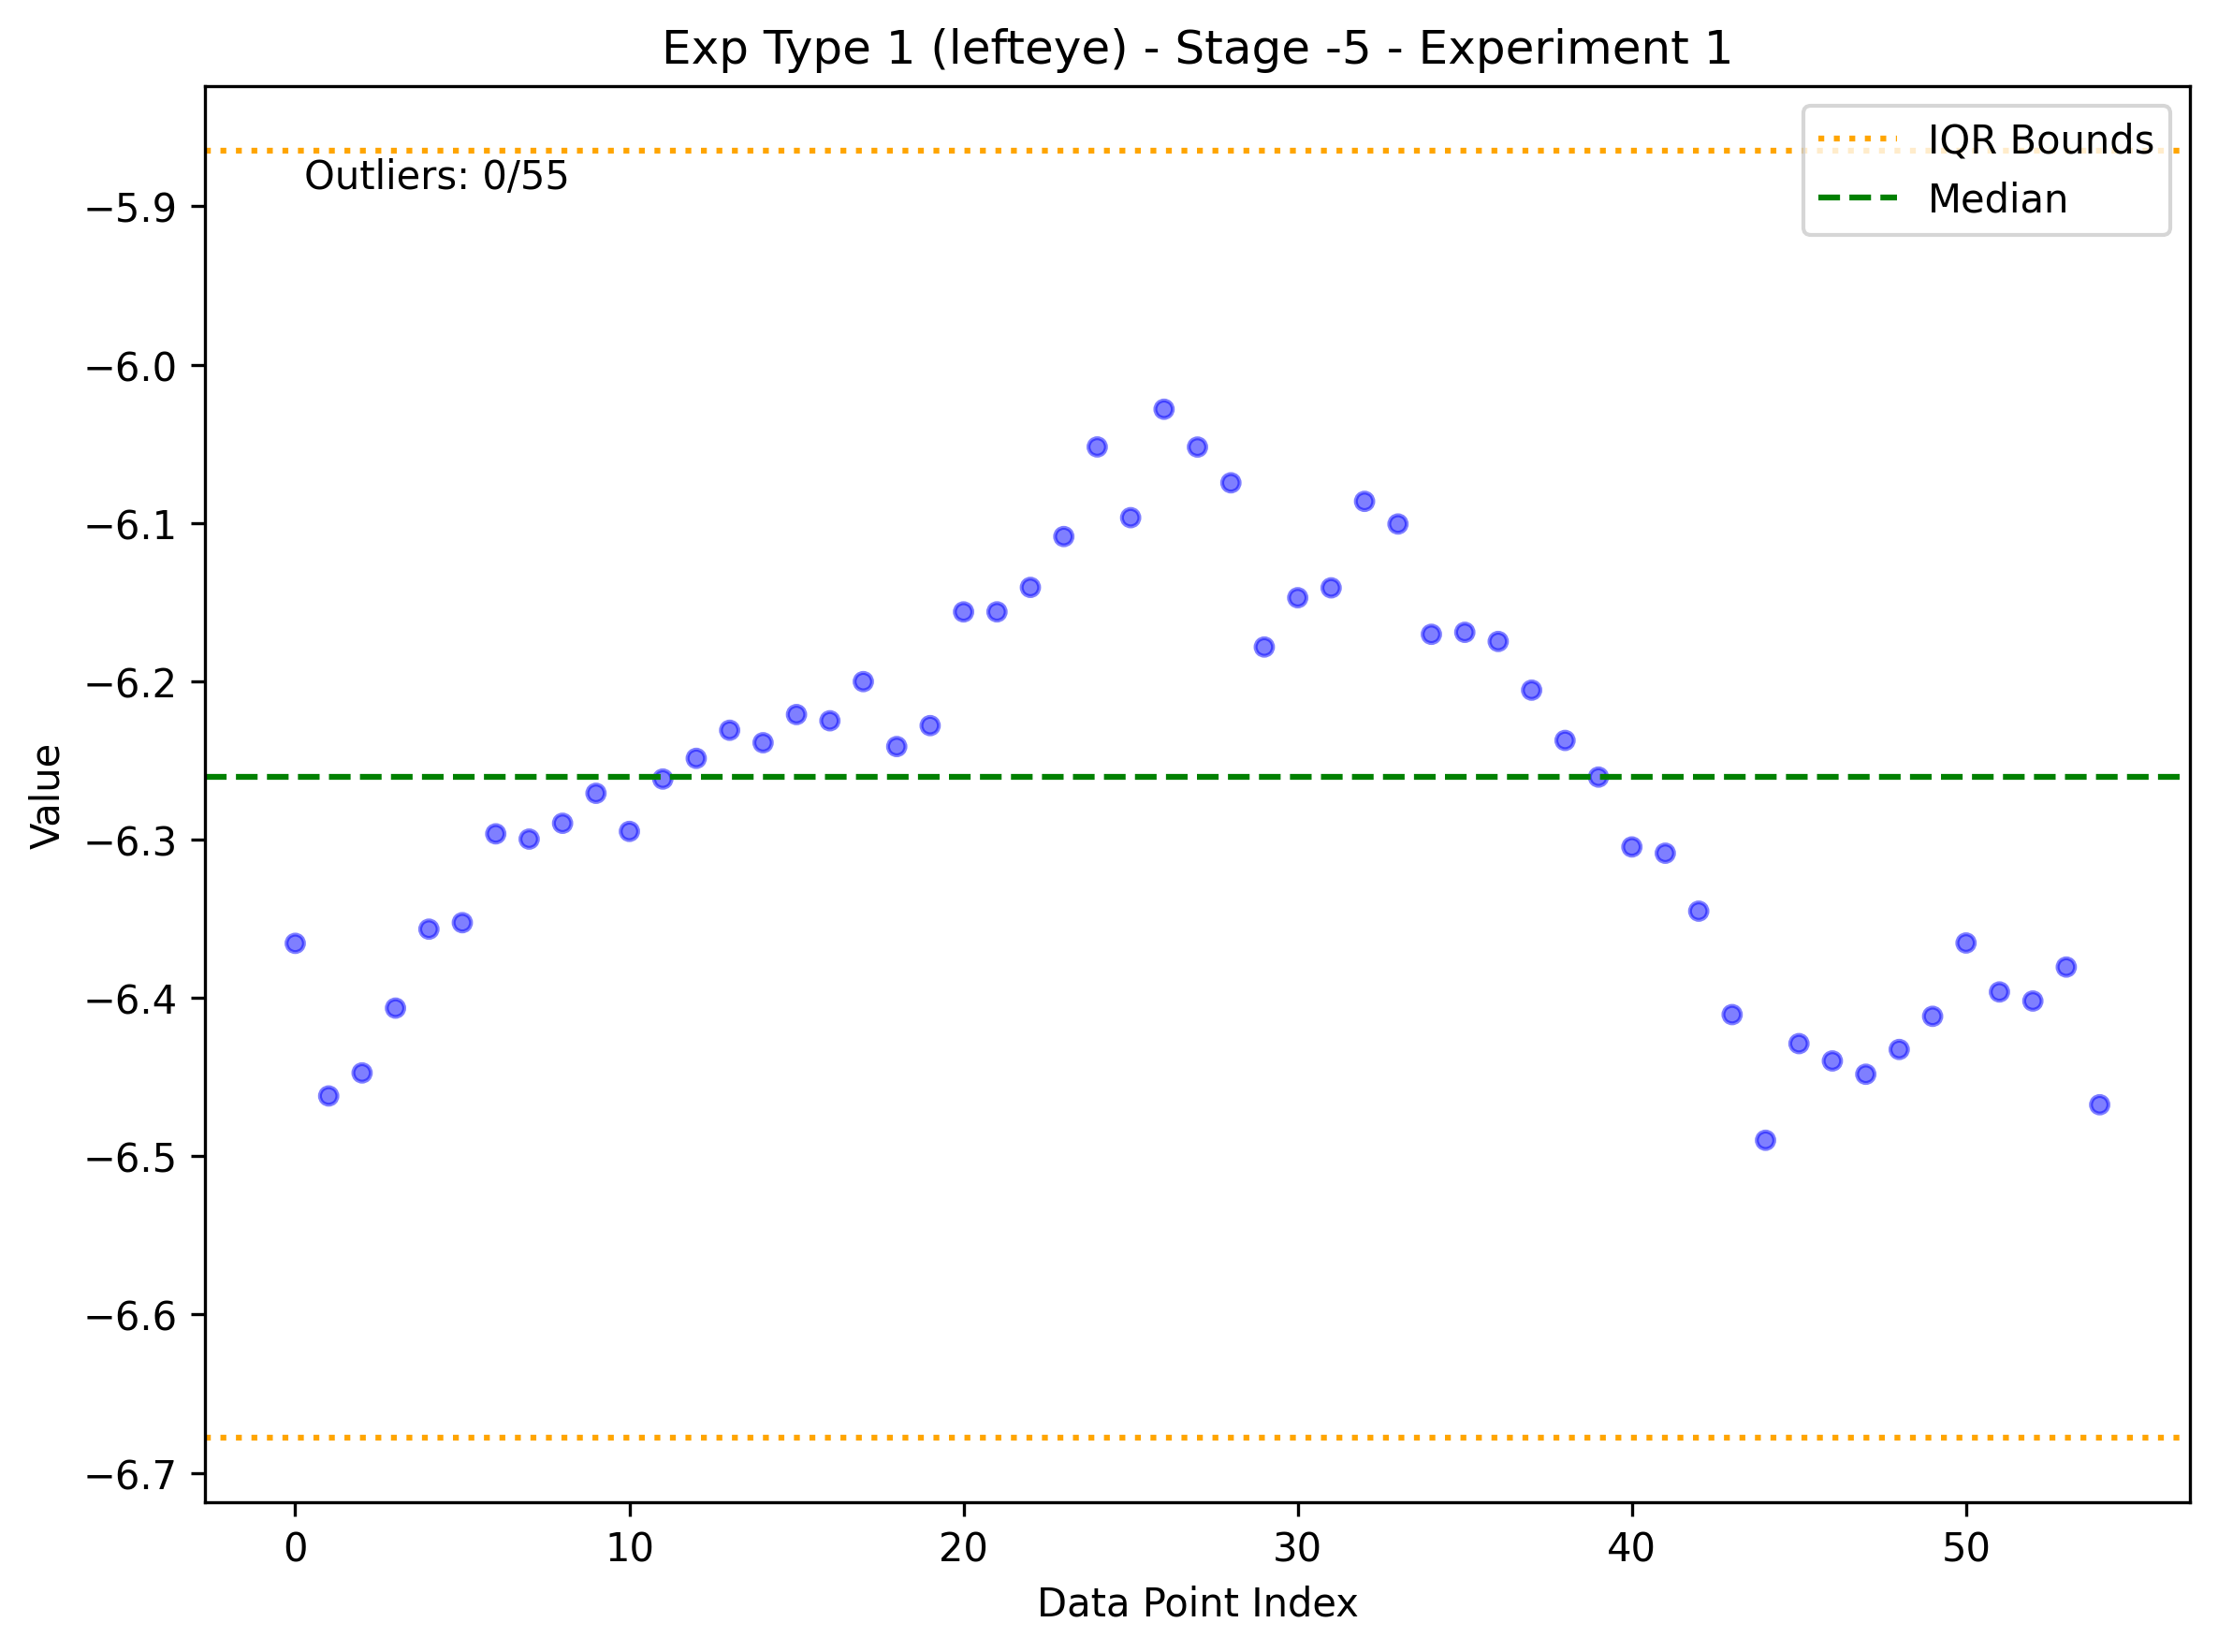 Exp Type 1 (lefteye) - Stage -5 - Experiment 1
IQR Bounds
Median
Outliers: 0/55
−5.9
−6.0
−6.1
−6.2
−6.3
−6.4
−6.5
−6.6
−6.7
Value
0 10 20 30 40 50
Data Point Index